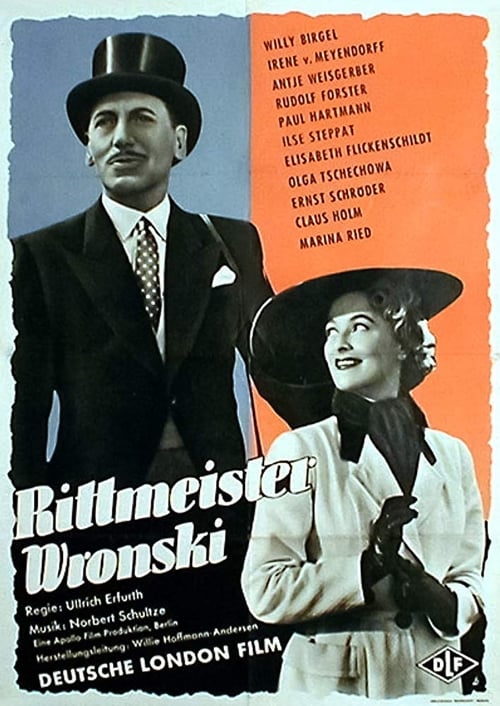 WILLY BIRGEL
IRENE v. MEYENDORFF
ANTJE WEISGERBER
RUDOLF FORSTER
PAUL HARTMANN
ILSE STEPPAT
ELISABETH FLICKENSCHILDT
OLGA TSCHECHOWA
ERNST SCHRÖDER
CLAUS HOLM
MARINA RIED
Rittmeister
Wronski
Regie: Ullrich Erfurth
Musik: Norbert Schultze
Eine Apollo Film Produktion, Berlin
Herstellungsleitung: Willie Hoffmann-Andersen
DEUTSCHE LONDON FILM
DLF